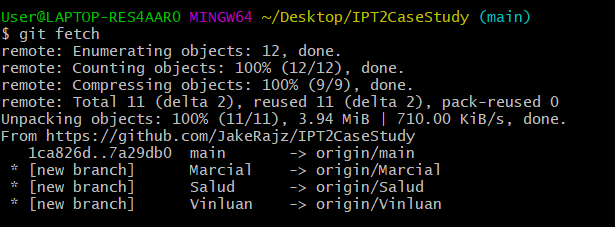 User@LAPTOP-RES4AAR0 MINGW64 ~/Desktop/IPT2CaseStudy (main)
$ git fetch
remote: Enumerating objects: 12, done.
remote: Counting objects: 100% (12/12), done.
remote: Compressing objects: 100% (9/9), done.
remote: Total 11 (delta 2), reused 11 (delta 2), pack-reused 0
Unpacking objects: 100% (11/11), 3.94 MiB | 710.00 KiB/s, done.
From https://github.com/JakeRajz/IPT2CaseStudy
   1ca826d..7a29db0  main       -> origin/main
 * [new branch]      Marcial    -> origin/Marcial
 * [new branch]      Salud      -> origin/Salud
 * [new branch]      Vinluan    -> origin/Vinluan